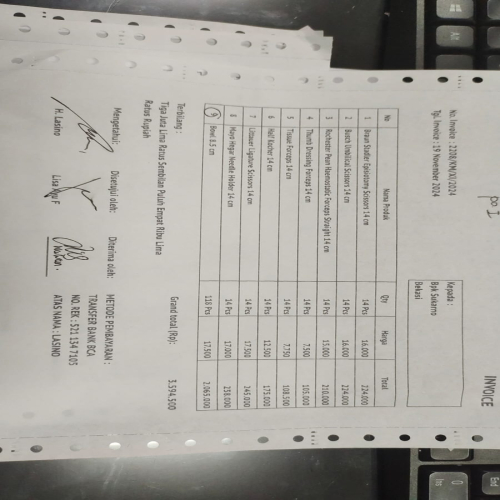 INVOICE
po I
No. Invoice : 2208/KM/XI/2024
Tgl. Invoice : 19 November 2024
Kepada :
Bpk Sukarno
Bekasi
No Nama Produk Qty Harga Total
1 Braun Stadler Episiotomy Scissors 14 cm 14 Pcs 16,000 224,000
2 Busch Umbilical Scissors 14 cm 14 Pcs 16,000 224,000
3 Rochester Pean Haemostatic Forceps Straight 14 cm 14 Pcs 15,000 210,000
4 Thumb Dressing Forceps 14 cm 14 Pcs 7,500 105,000
5 Tissue Forceps 14 cm 14 Pcs 7,750 108,500
6 Half Kocher 14 cm 14 Pcs 12,500 175,000
7 Ligature Scissors 14 cm 14 Pcs 17,500 245,000
8 Mayo Hegar Needle Holder 14 cm 14 Pcs 17,000 238,000
9 Bowl 8.5 cm 118 Pcs 17,500 2,065,000
Grand total (Rp): 3,594,500
Terbilang :
Tiga Juta Lima Ratus Sembilan Puluh Empat Ribu Lima
Ratus Rupiah
Mengetahui: Disetujui oleh: Diterima oleh:
H. Lasino Lisa Ayu F
METODE PEMBAYARAN :
TRANSFER BANK BCA
NO. REK : 521 134 7105
ATAS NAMA : LASINO
Alt
End
Ins